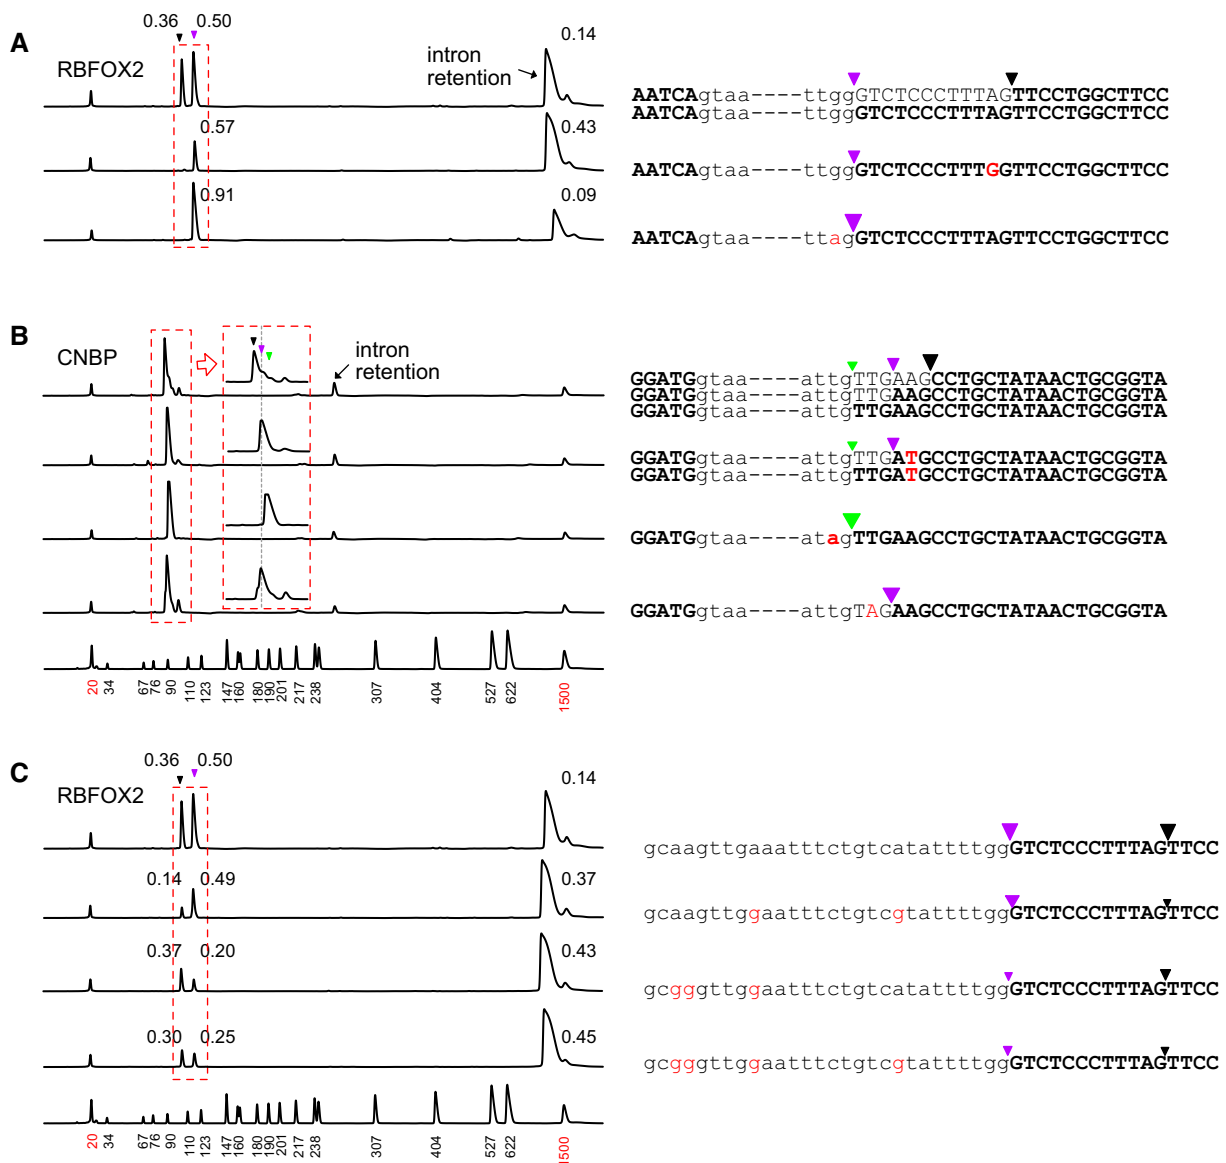 A
0.36 0.50
RBFOX2
intron
retention
0.14
AATCAgtaa----ttggGTCTCCCTTTAGTTCCTGGCTTCC
AATCAgtaa----ttggGTCTCCCTTTAGTTCCTGGCTTCC
0.57
0.43
AATCAgtaa----ttggGTCTCCCTTTGGTTCCTGGCTTCC
0.91
0.09
AATCAgtaa----ttagGTCTCCCTTTAGTTCCTGGCTTCC
B
CNBP
intron
retention
GGATGgtaa----attgTTGAAGCCTGCTATAACTGCGGTA
GGATGgtaa----attgTTGAAGCCTGCTATAACTGCGGTA
GGATGgtaa----attgTTGAAGCCTGCTATAACTGCGGTA
GGATGgtaa----attgTTGATGCCTGCTATAACTGCGGTA
GGATGgtaa----attgTTGATGCCTGCTATAACTGCGGTA
GGATGgtaa----atagTTGAAGCCTGCTATAACTGCGGTA
GGATGgtaa----attgTAGAAGCCTGCTATAACTGCGGTA
20 34 67 76 90 110 123 147 160 180 190 201 217 238 307 404 527 622 1500
C
0.36 0.50
RBFOX2
0.14
gcaagttgaaatttctgtcatattttggGTCTCCCTTTAGTTCC
0.14 0.49
0.37
gcaagttggaatttctgtcgtattttggGTCTCCCTTTAGTTCC
0.37 0.20
0.43
gcgggttggaatttctgtcatattttggGTCTCCCTTTAGTTCC
0.30 0.25
0.45
gcgggttggaatttctgtcgtattttggGTCTCCCTTTAGTTCC
20 34 67 76 90 110 123 147 160 180 190 201 217 238 307 404 527 622 1500